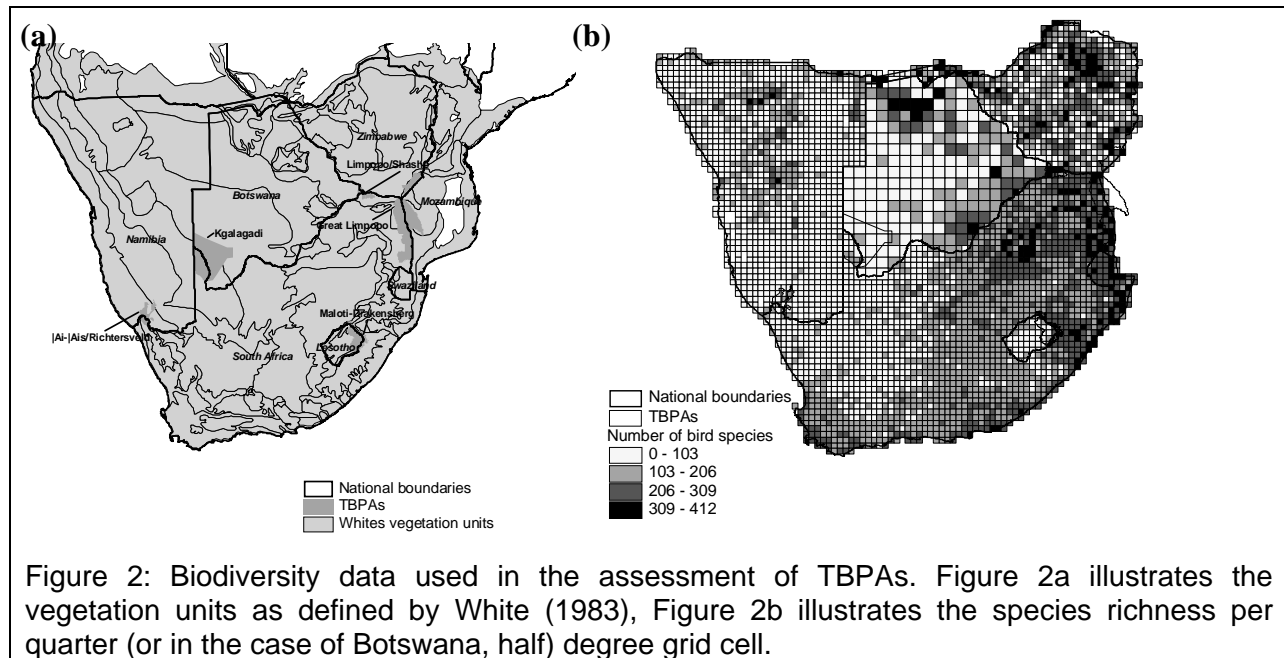 (a)
(b)
Zimbabwe
Limpopo/Shashe
Botswana
Mozambique
Great Limpopo
Kgalagadi
Namibia
Swaziland
Maloti-Drakensberg
|Ai-|Ais/Richtersveld
South Africa
Lesotho
National boundaries
TBPAs
Whites vegetation units
National boundaries
TBPAs
Number of bird species
0 - 103
103 - 206
206 - 309
309 - 412
Figure 2: Biodiversity data used in the assessment of TBPAs. Figure 2a illustrates the
vegetation units as defined by White (1983), Figure 2b illustrates the species richness per
quarter (or in the case of Botswana, half) degree grid cell.